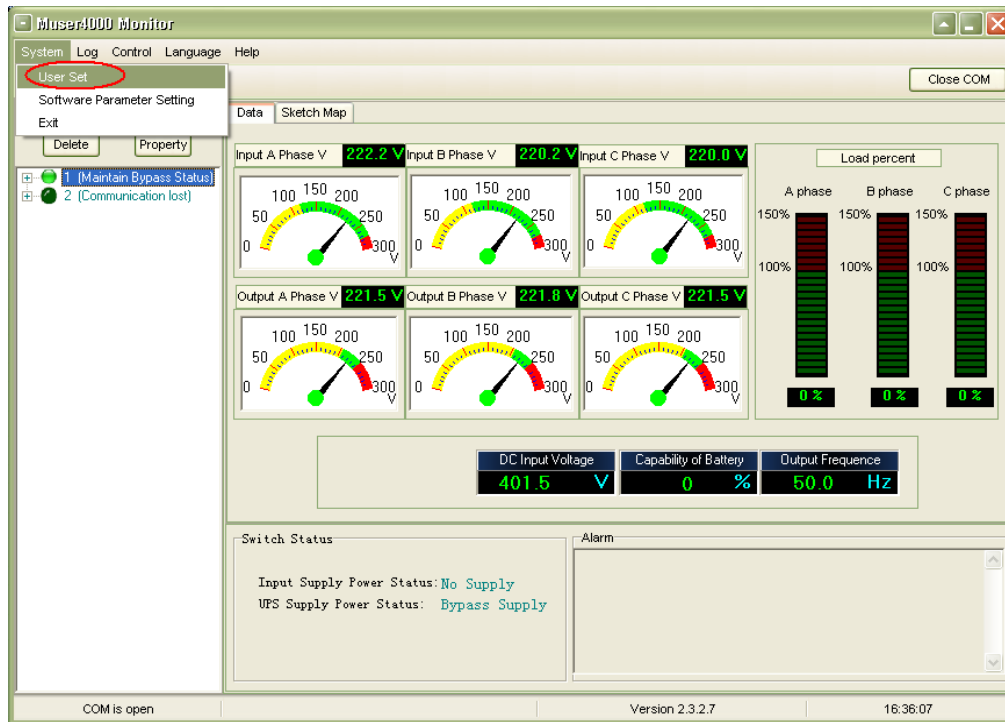 Muser4000 Monitor
System Log Control Language Help
User Set
Software Parameter Setting
Exit
Close COM
Delete Property
1 (Maintain Bypass Status)
2 (Communication lost)
Data Sketch Map
Input A Phase V 222.2 V Input B Phase V 220.2 V Input C Phase V 220.0 V
0 50 100 150 200 250 300 V
0 50 100 150 200 250 300 V
0 50 100 150 200 250 300 V
Output A Phase V 221.5 V Output B Phase V 221.8 V Output C Phase V 221.5 V
0 50 100 150 200 250 300 V
0 50 100 150 200 250 300 V
0 50 100 150 200 250 300 V
Load percent
A phase B phase C phase
150% 150% 150%
100% 100% 100%
0 % 0 % 0 %
DC Input Voltage Capability of Battery Output Frequence
401.5 V 0 % 50.0 Hz
Switch Status
Input Supply Power Status: No Supply
UPS Supply Power Status: Bypass Supply
Alarm
COM is open Version 2.3.2.7 16:36:07